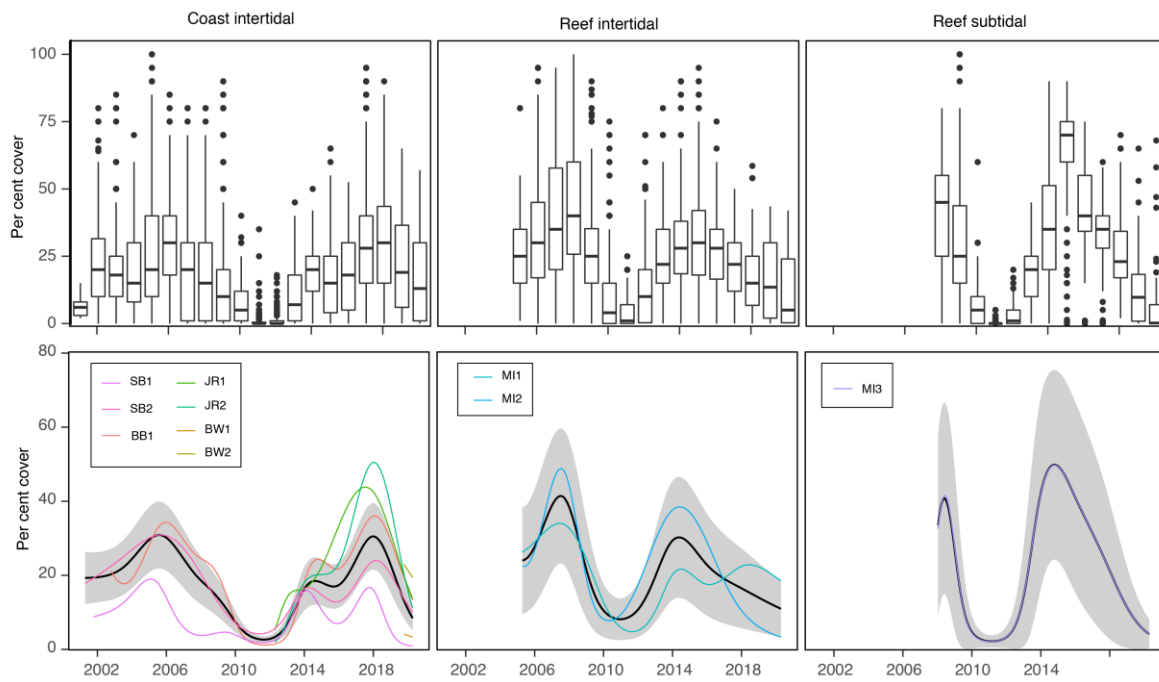 Coast intertidal Reef intertidal Reef subtidal
Per cent cover
100
75
50
25
0
Per cent cover
80
60
40
20
0
SB1 JR1
SB2 JR2
BB1 BW1
BW2
MI1
MI2
MI3
2002 2006 2010 2014 2018 2002 2006 2010 2014 2018 2002 2006 2010 2014